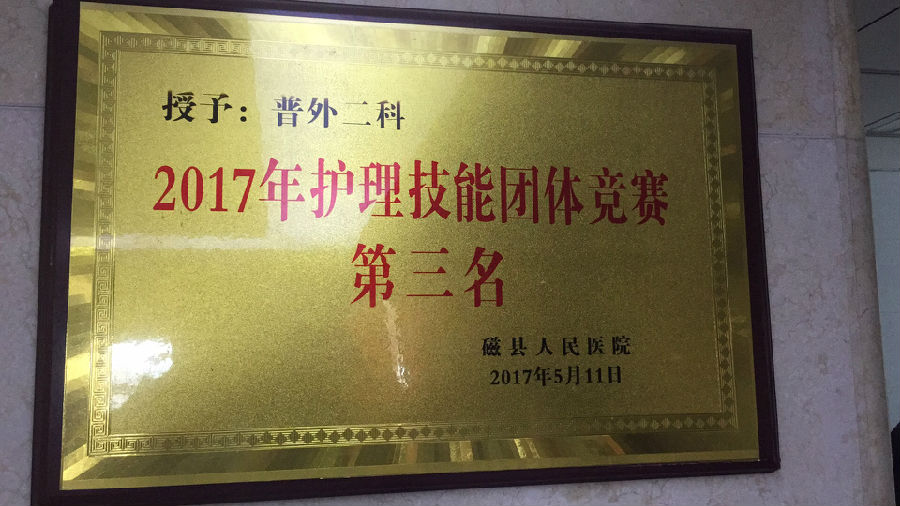 授予：普外二科
2017年护理技能团体竞赛
第三名
磁县人民医院
2017年5月11日